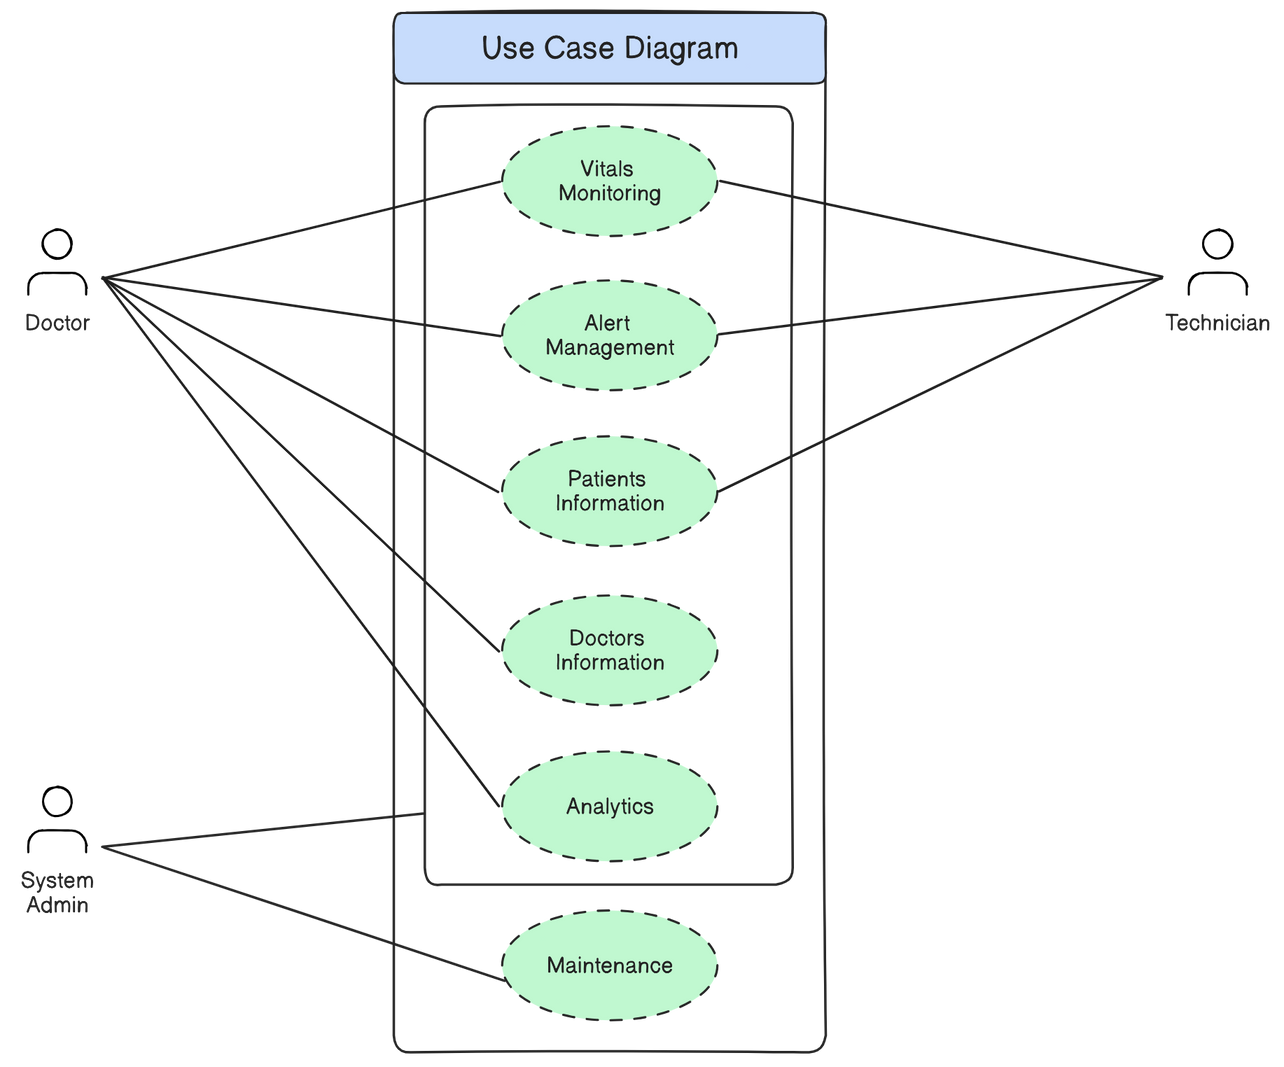 Use Case Diagram
Vitals
Monitoring
Doctor
Technician
Alert
Management
Patients
Information
Doctors
Information
Analytics
System
Admin
Maintenance